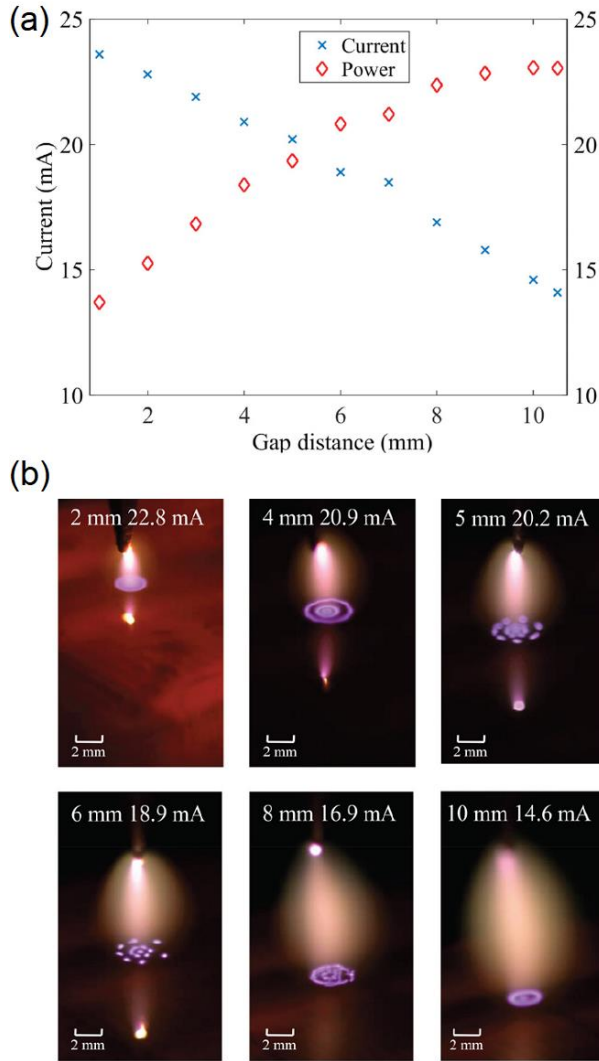 (a)
25
20
15
10
Current (mA)
Current
Power
25
20
15
10
2
4
6
8
10
Gap distance (mm)
(b)
2 mm 22.8 mA
4 mm 20.9 mA
5 mm 20.2 mA
2 mm
2 mm
2 mm
6 mm 18.9 mA
8 mm 16.9 mA
10 mm 14.6 mA
2 mm
2 mm
2 mm